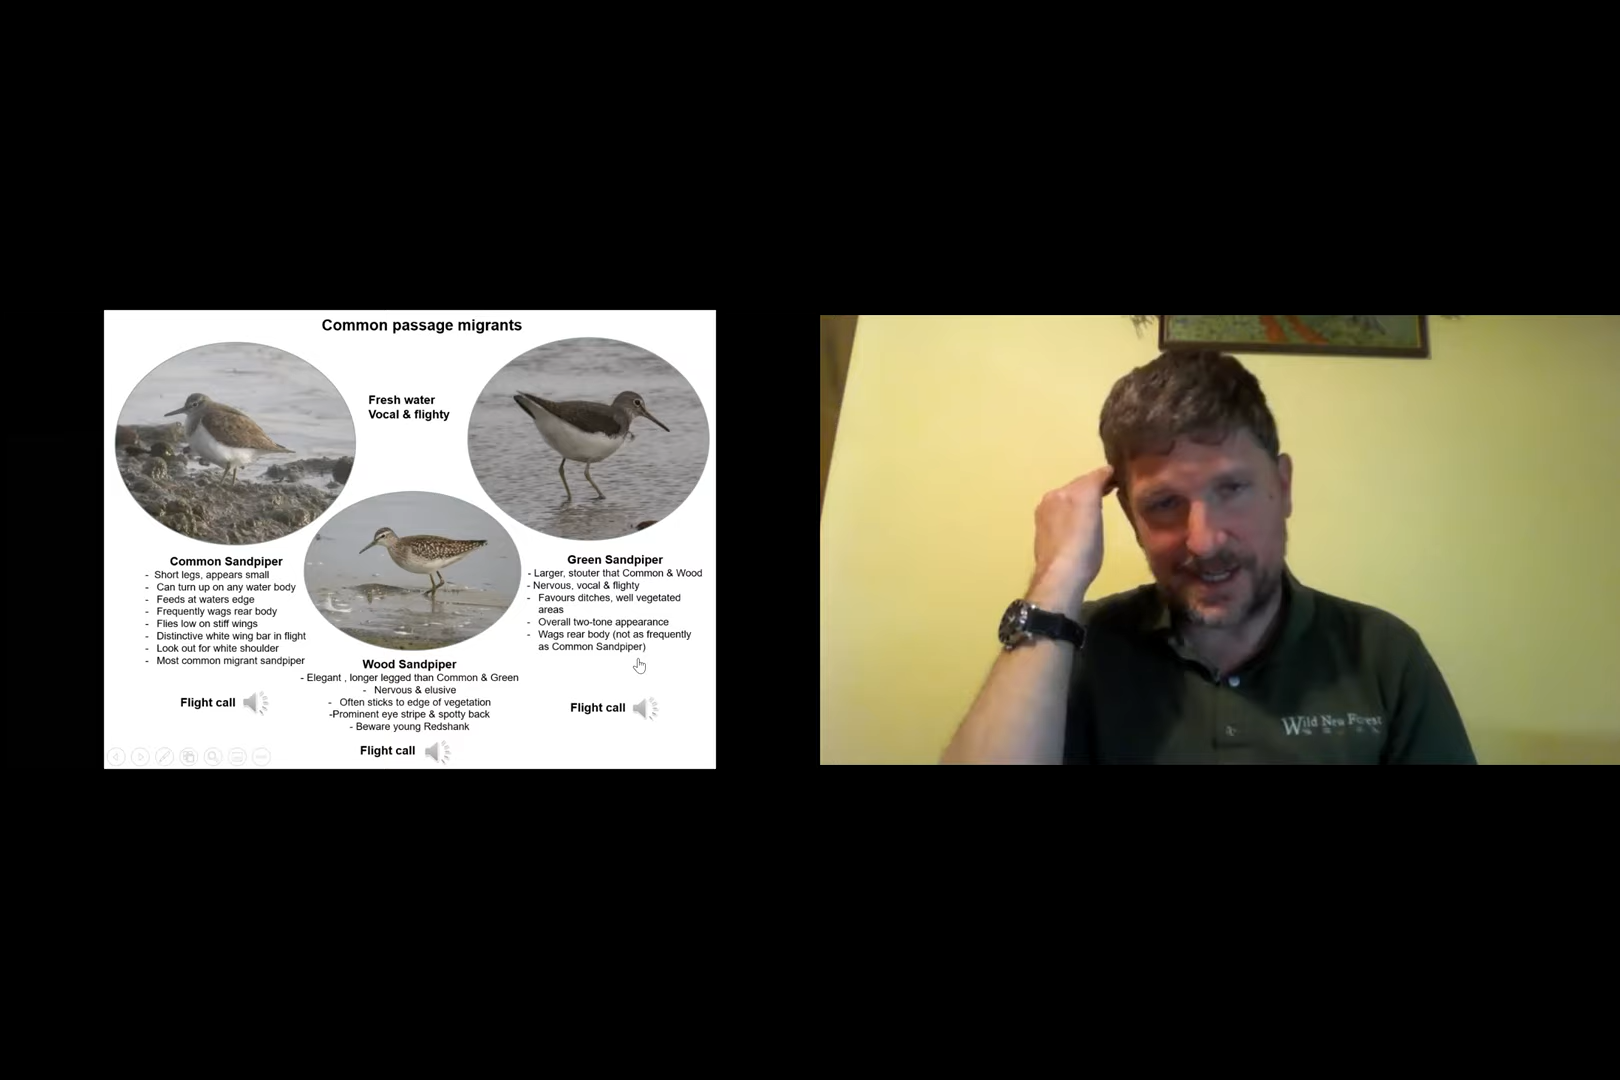 Common passage migrants
Fresh water
Vocal & flighty
Common Sandpiper
- Short legs, appears small
- Can turn up on any water body
- Feeds at waters edge
- Frequently wags rear body
- Flies low on stiff wings
- Distinctive white wing bar in flight
- Look out for white shoulder
- Most common migrant sandpiper
Flight call
Wood Sandpiper
- Elegant , longer legged than Common & Green
- Nervous & elusive
- Often sticks to edge of vegetation
-Prominent eye stripe & spotty back
- Beware young Redshank
Flight call
Green Sandpiper
- Larger, stouter that Common & Wood
- Nervous, vocal & flighty
- Favours ditches, well vegetated
areas
- Overall two-tone appearance
- Wags rear body (not as frequently
as Common Sandpiper)
Flight call
Wild New Forest